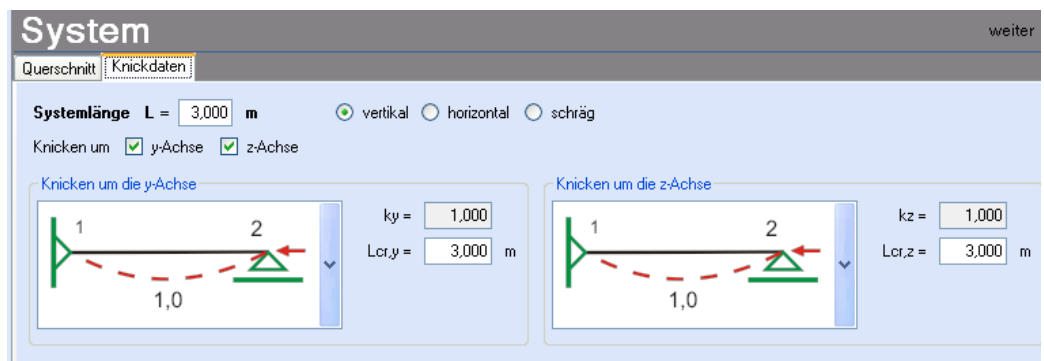 System
weiter
Querschnitt Knickdaten
Systemlänge L = 3,000 m vertikal horizontal schräg
Knicken um y-Achse z-Achse
Knicken um die y-Achse
1 2
1,0
ky = 1,000
Lcr,y = 3,000 m
Knicken um die z-Achse
1 2
1,0
kz = 1,000
Lcr,z = 3,000 m